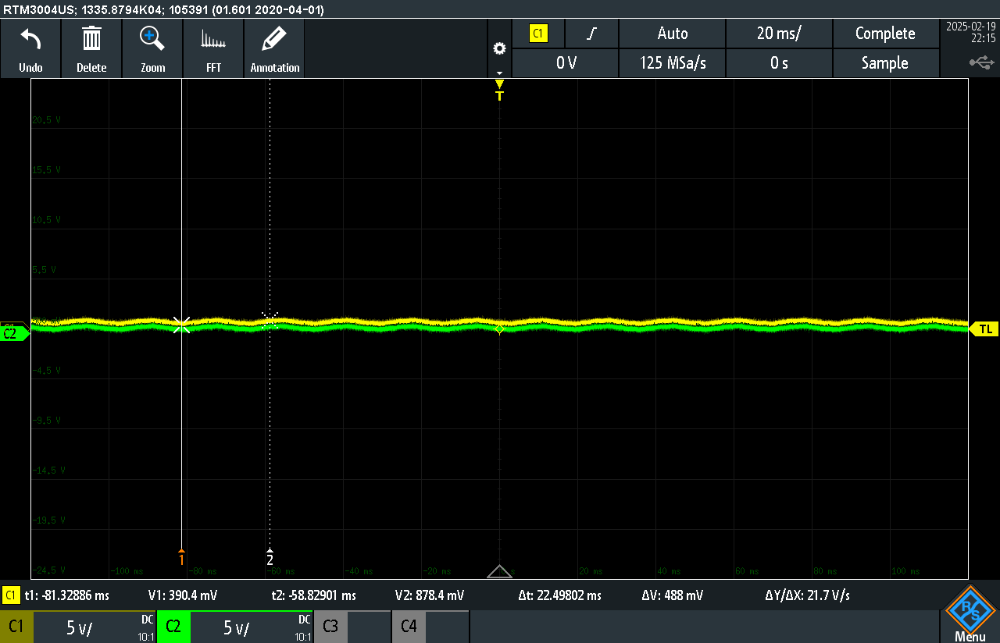 RTM3004US; 1335.8794K04; 105391 (01.601 2020-04-01)
Undo Delete Zoom FFT Annotation
C1 Auto 20 ms/ Complete
0 V 125 MSa/s 0 s Sample
2025-02-19
22:15
T
20.5 V
15.5 V
10.5 V
5.5 V
C2
TL
-4.5 V
-9.5 V
-14.5 V
-19.5 V
-24.5 V
1 2
-100 ms -80 ms -60 ms -40 ms -20 ms 20 ms 40 ms 60 ms 80 ms 100 ms
C1 t1: -81.32886 ms V1: 390.4 mV t2: -58.82901 ms V2: 878.4 mV Δt: 22.49802 ms ΔV: 488 mV ΔY/ΔX: 21.7 V/s
C1 5 V/ DC 10:1 C2 5 V/ DC 10:1 C3 C4
R S
Menu